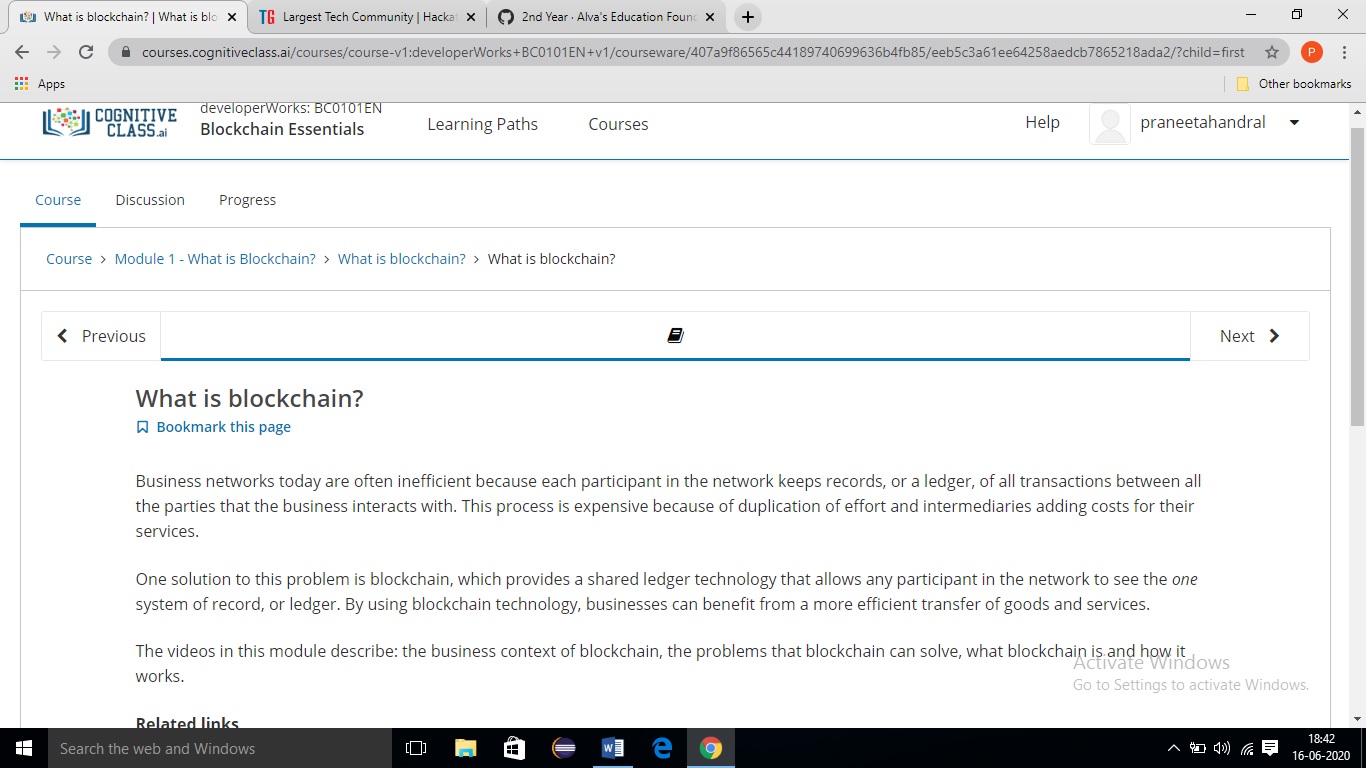 What is blockchain? | What is blo
Largest Tech Community | Hacka
2nd Year · Alva's Education Foun
courses.cognitiveclass.ai/courses/course-v1:developerWorks+BC0101EN+v1/courseware/407a9f86565c44189740699636b4fb85/eeb5c3a61ee64258aedcb7865218ada2/?child=first
P
Apps
Other bookmarks
COGNITIVE
CLASS.ai
developerWorks: BC0101EN
Blockchain Essentials
Learning Paths
Courses
Help
praneetahandral
Course
Discussion
Progress
Course > Module 1 - What is Blockchain? > What is blockchain? > What is blockchain?
Previous
Next
What is blockchain?
Bookmark this page
Business networks today are often inefficient because each participant in the network keeps records, or a ledger, of all transactions between all
the parties that the business interacts with. This process is expensive because of duplication of effort and intermediaries adding costs for their
services.
One solution to this problem is blockchain, which provides a shared ledger technology that allows any participant in the network to see the one
system of record, or ledger. By using blockchain technology, businesses can benefit from a more efficient transfer of goods and services.
The videos in this module describe: the business context of blockchain, the problems that blockchain can solve, what blockchain is and how it
works.
Activate Windows
Go to Settings to activate Windows.
Related links
Search the web and Windows
18:42
16-06-2020